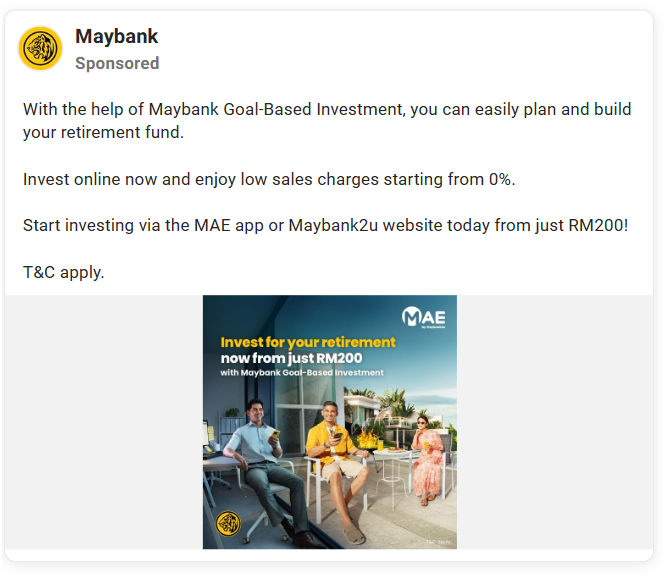 Maybank
Sponsored
With the help of Maybank Goal-Based Investment, you can easily plan and build
your retirement fund.
Invest online now and enjoy low sales charges starting from 0%.
Start investing via the MAE app or Maybank2u website today from just RM200!
T&C apply.
MAE
by Maybank2u
Invest for your retirement
now from just RM200
with Maybank Goal-Based Investment
T&C apply.